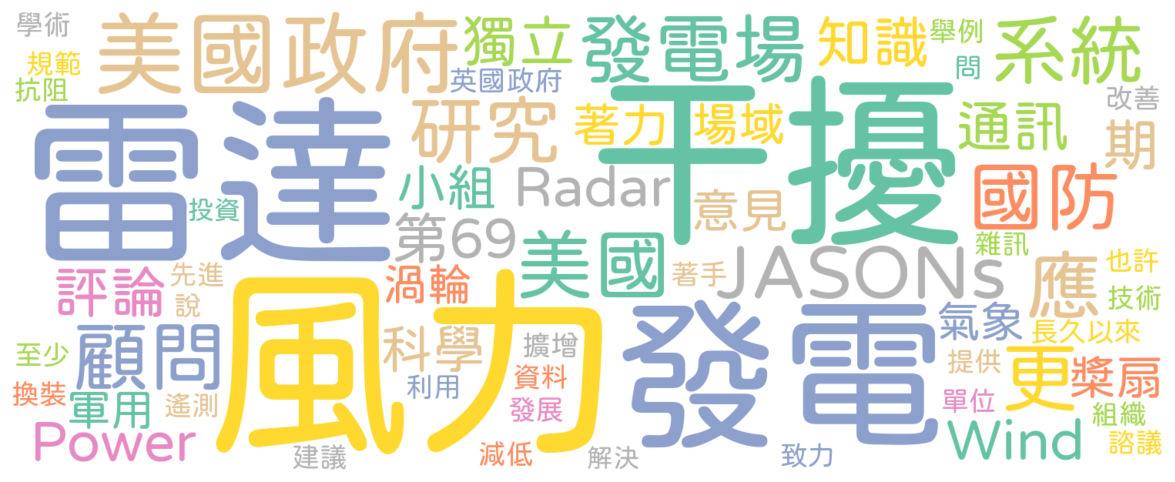 學術
美國政府
獨立
發電場
知識
舉例
系統
規範
英國政府
問
抗阻
改善
雷達
研究
著力
干擾
場域
通訊
期
小組
Radar
意見
國防
投資
第69
美國
雜訊
評論
先進
渦輪
著手
JASONs
應
也許
說
技術
風力
發電
氣象
長久以來
至少
顧問
科學
擴增
提供
更
槳扇
換裝
軍用
遙測
利用
資料
發展
單位
組織
Power
Wind
諮議
建議
減低
解決
致力